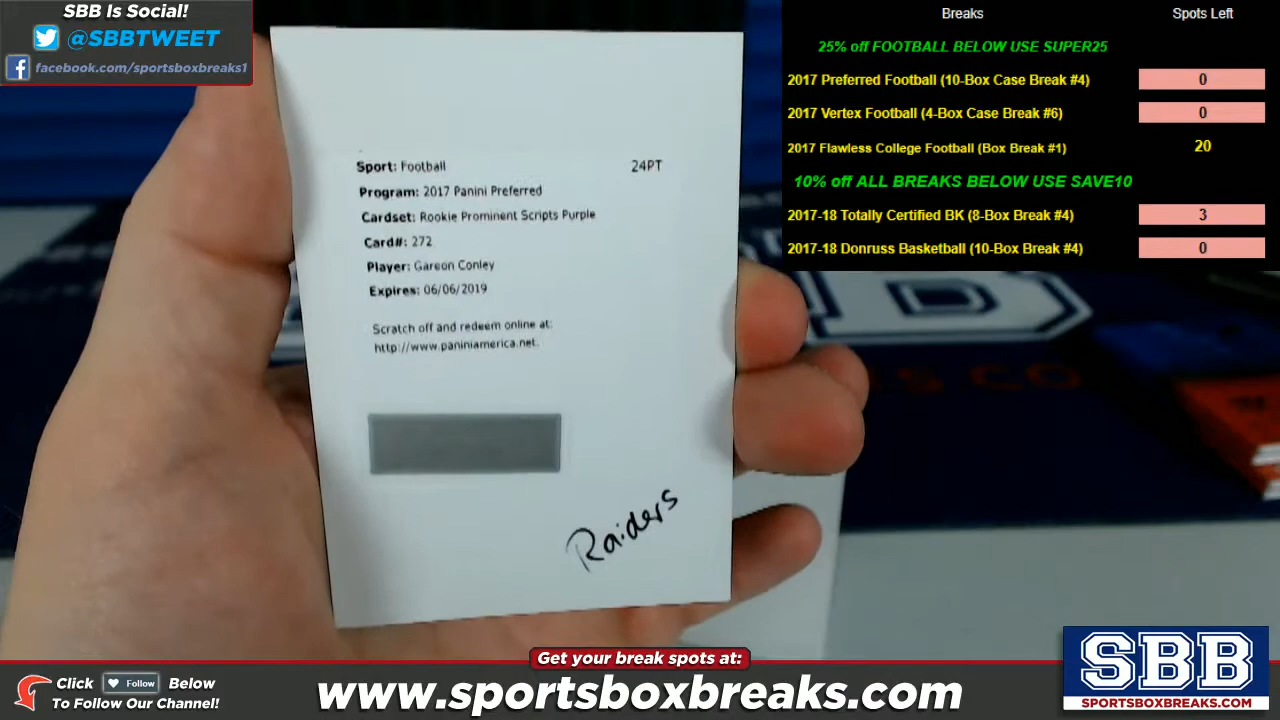 SBB Is Social!
@SBBTWEET
facebook.com/sportsboxbreaks1
Breaks Spots Left
25% off FOOTBALL BELOW USE SUPER25
2017 Preferred Football (10-Box Case Break #4) 0
2017 Vertex Football (4-Box Case Break #6) 0
2017 Flawless College Football (Box Break #1) 20
10% off ALL BREAKS BELOW USE SAVE10
2017-18 Totally Certified BK (8-Box Break #4) 3
2017-18 Donruss Basketball (10-Box Break #4) 0
Sport: Football 24PT
Program: 2017 Panini Preferred
Cardset: Rookie Prominent Scripts Purple
Card#: 272
Player: Gareon Conley
Expires: 06/06/2019
Scratch off and redeem online at:
http://www.paniniamerica.net.
Raiders
Get your break spots at:
Click Follow Below
To Follow Our Channel!
www.sportsboxbreaks.com
SBB
SPORTSBOXBREAKS.COM